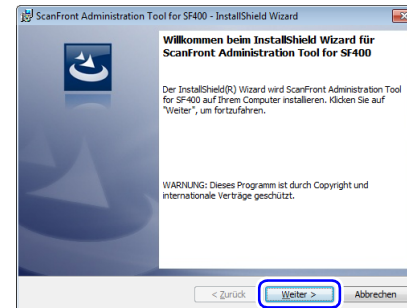 ScanFront Administration Tool for SF400 - InstallShield Wizard
Willkommen beim InstallShield Wizard für
ScanFront Administration Tool for SF400
Der InstallShield(R) Wizard wird ScanFront Administration Tool
for SF400 auf Ihrem Computer installieren. Klicken Sie auf
"Weiter", um fortzufahren.
WARNUNG: Dieses Programm ist durch Copyright und
internationale Verträge geschützt.
< Zurück Weiter > Abbrechen